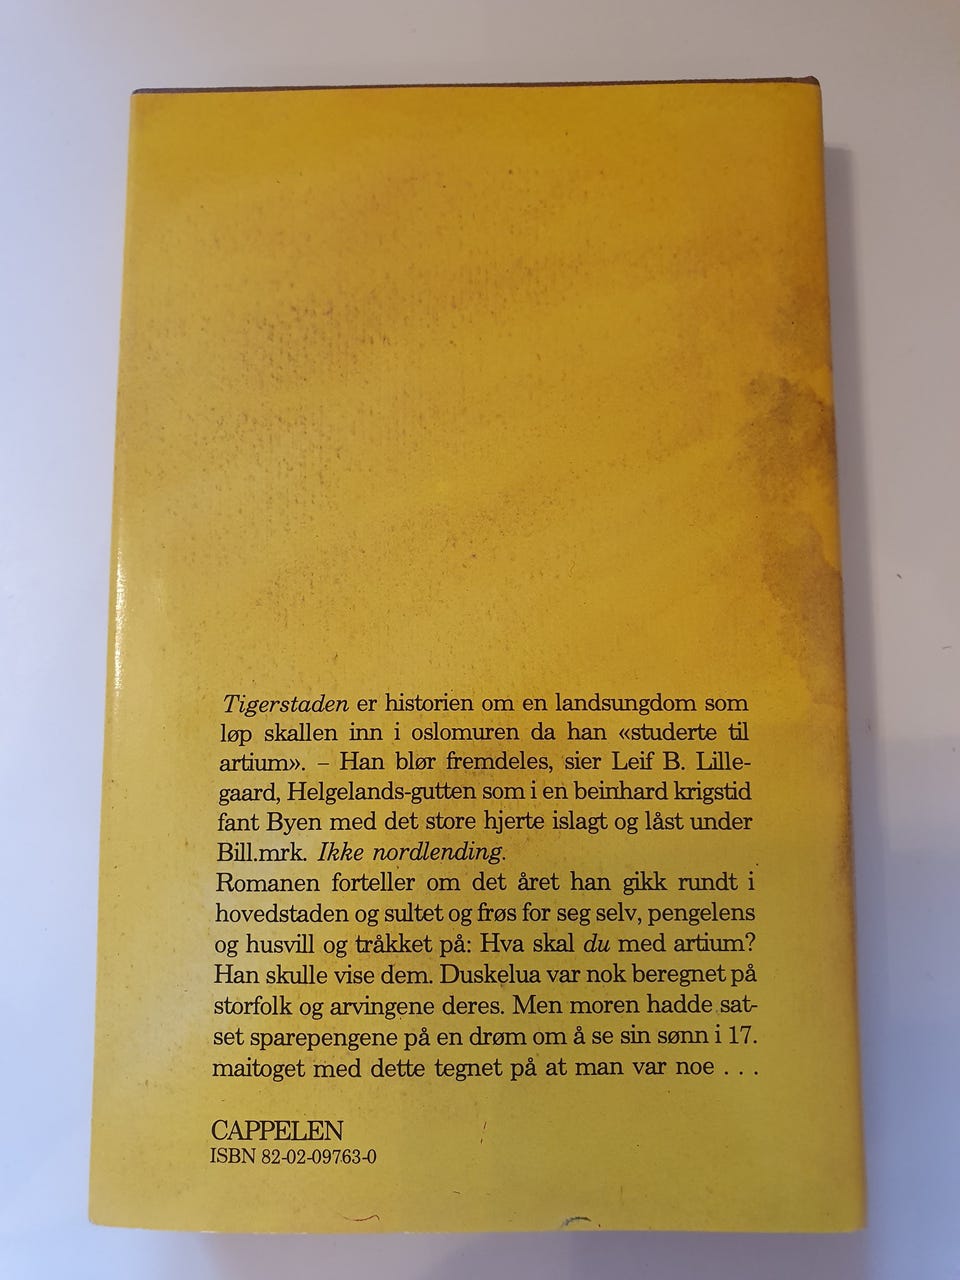 Tigerstaden er historien om en landsungdom som
løp skallen inn i oslomuren da han «studerte til
artium». – Han blør fremdeles, sier Leif B. Lille-
gaard, Helgelands-gutten som i en beinhard krigstid
fant Byen med det store hjerte islagt og låst under
Bill.mrk. Ikke nordlending.
Romanen forteller om det året han gikk rundt i
hovedstaden og sultet og frøs for seg selv, pengelens
og husvill og tråkket på: Hva skal du med artium?
Han skulle vise dem. Duskelua var nok beregnet på
storfolk og arvingene deres. Men moren hadde sat-
set sparepengene på en drøm om å se sin sønn i 17.
maitoget med dette tegnet på at man var noe . . .
CAPPELEN
ISBN 82-02-09763-0